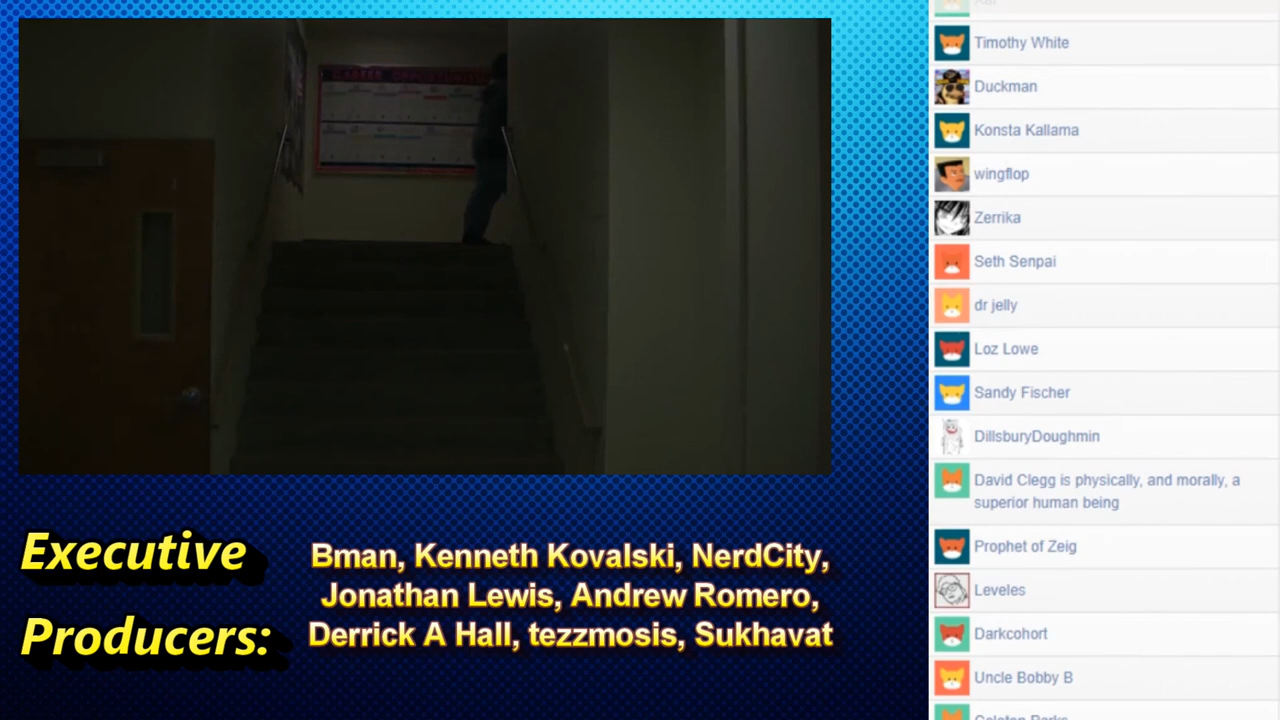 CAREER OPPORTUNITIES
Timothy White
Duckman
Konsta Kallama
wingflop
Zerrika
Seth Senpai
dr jelly
Loz Lowe
Sandy Fischer
DillsburyDoughmin
David Clegg is physically, and morally, a
superior human being
Prophet of Zeig
Leveles
Darkcohort
Uncle Bobby B
Executive
Producers:
Bman, Kenneth Kovalski, NerdCity,
Jonathan Lewis, Andrew Romero,
Derrick A Hall, tezzmosis, Sukhavat